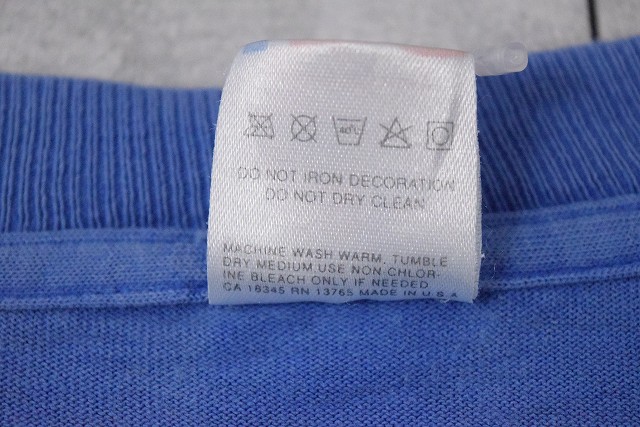 40°c
DO NOT IRON DECORATION
DO NOT DRY CLEAN
MACHINE WASH WARM, TUMBLE
DRY MEDIUM.USE NON CHLOR-
INE BLEACH ONLY IF NEEDED
CA 18345 RN 13765 MADE IN U.S.A.